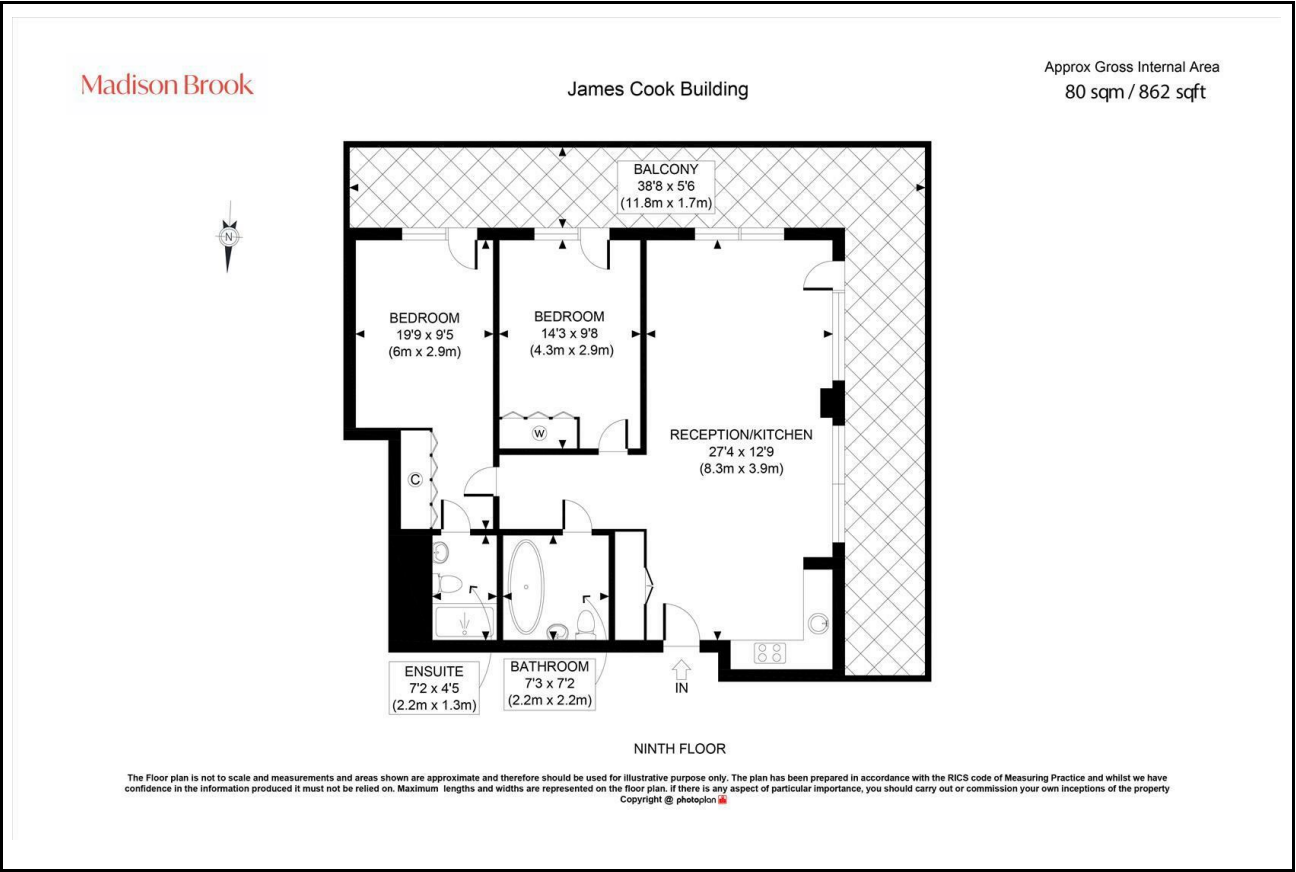 Madison Brook
James Cook Building
Approx Gross Internal Area
80 sqm / 862 sqft
BALCONY
38'8 x 5'6
(11.8m x 1.7m)
N
BEDROOM
19'9 x 9'5
(6m x 2.9m)
BEDROOM
14'3 x 9'8
(4.3m x 2.9m)
W
RECEPTION/KITCHEN
27'4 x 12'9
(8.3m x 3.9m)
C
ENSUITE
7'2 x 4'5
(2.2m x 1.3m)
BATHROOM
7'3 x 7'2
(2.2m x 2.2m)
IN
NINTH FLOOR
The Floor plan is not to scale and measurements and areas shown are approximate and therefore should be used for illustrative purpose only. The plan has been prepared in accordance with the RICS code of Measuring Practice and whilst we have
confidence in the information produced it must not be relied on. Maximum lengths and widths are represented on the floor plan. if there is any aspect of particular importance, you should carry out or commission your own inceptions of the property
Copyright @ photoplan